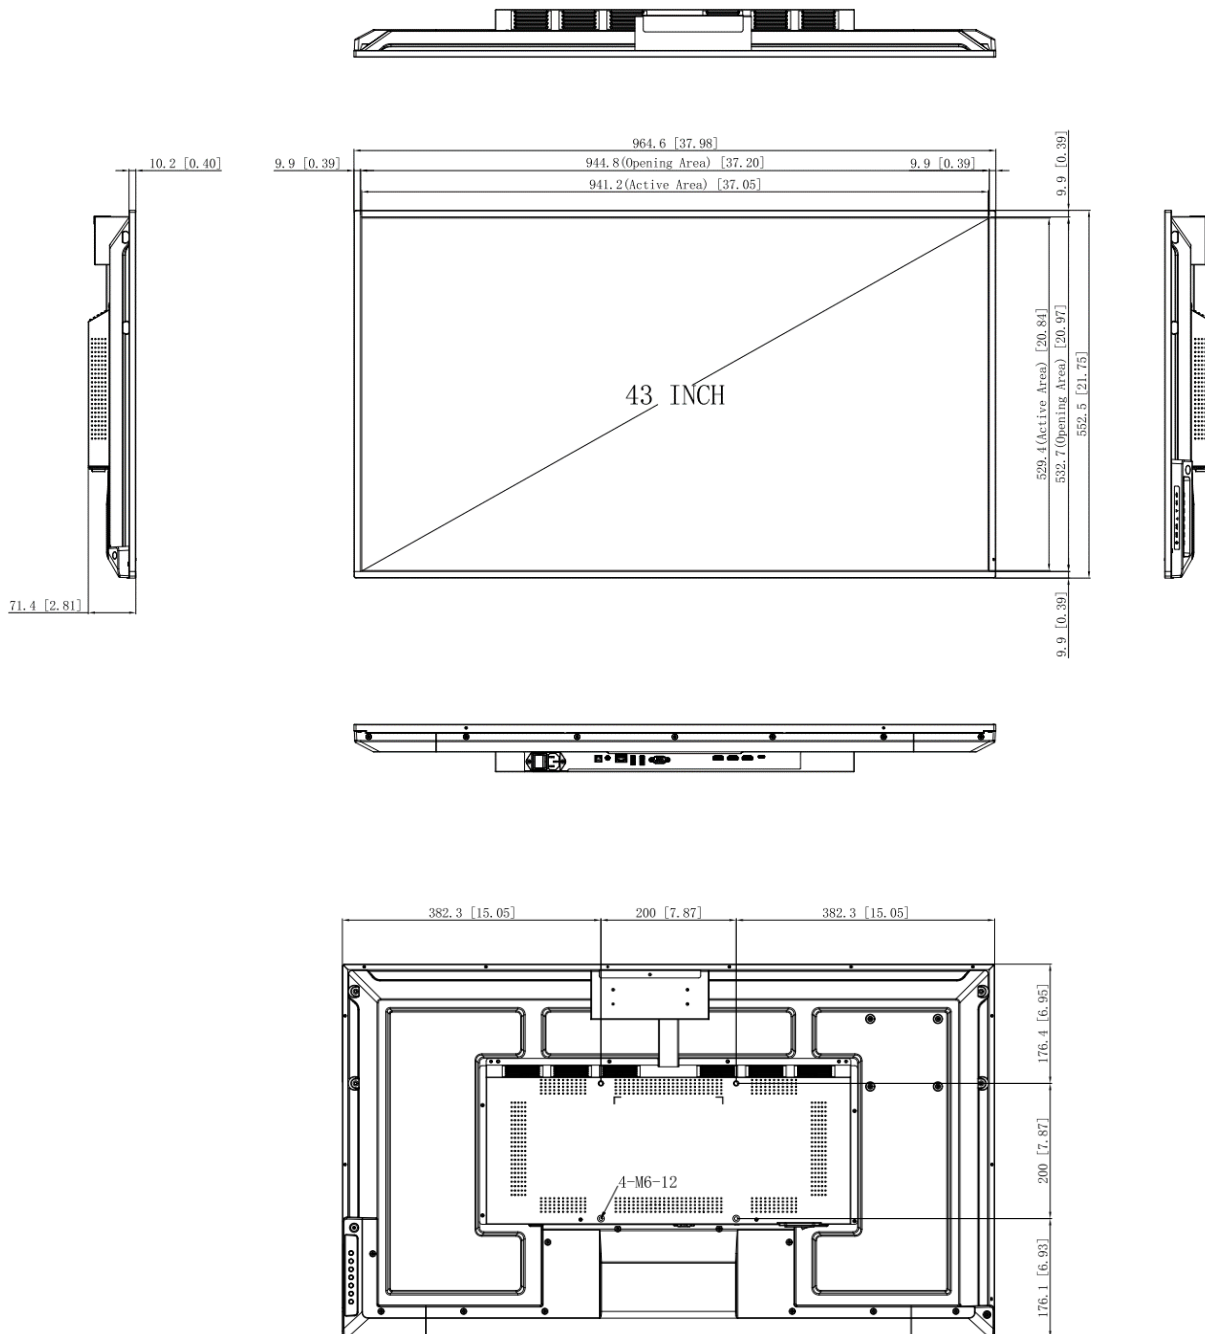 964.6 [37.98]
10.2 [0.40]
9.9 [0.39]
944.8(Opening Area) [37.20]
9.9 [0.39]
9.9 [0.39]
941.2(Active Area) [37.05]
43 INCH
529.4(Active Area) [20.84]
532.7(Opening Area) [20.97]
552.5 [21.75]
71.4 [2.81]
9.9 [0.39]
382.3 [15.05]
200 [7.87]
382.3 [15.05]
176.4 [6.95]
200 [7.87]
4-M6-12
176.1 [6.93]